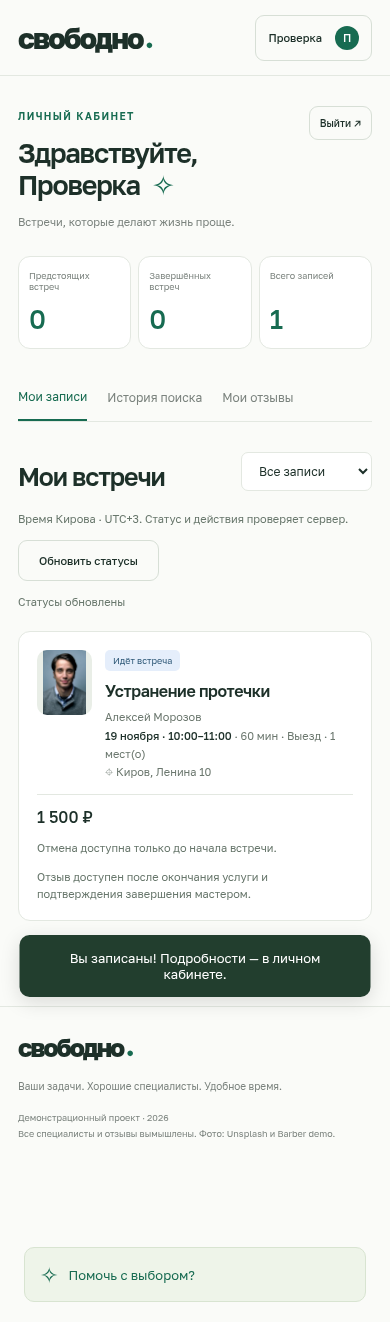 свободно.
Проверка П
ЛИЧНЫЙ КАБИНЕТ
Выйти ↗
Здравствуйте,
Проверка ✧
Встречи, которые делают жизнь проще.
Предстоящих
встреч
0
Завершённых
встреч
0
Всего записей
1
Мои записи
История поиска
Мои отзывы
Мои встречи
Все записи
Время Кирова · UTC+3. Статус и действия проверяет сервер.
Обновить статусы
Статусы обновлены
Идёт встреча
Устранение протечки
Алексей Морозов
19 ноября · 10:00–11:00 · 60 мин · Выезд · 1
мест(о)
⟐ Киров, Ленина 10
1 500 ₽
Отмена доступна только до начала встречи.
Отзыв доступен после окончания услуги и
подтверждения завершения мастером.
Вы записаны! Подробности — в личном
кабинете.
свободно.
Ваши задачи. Хорошие специалисты. Удобное время.
Демонстрационный проект · 2026
Все специалисты и отзывы вымышлены. Фото: Unsplash и Barber demo.
✧ Помочь с выбором?